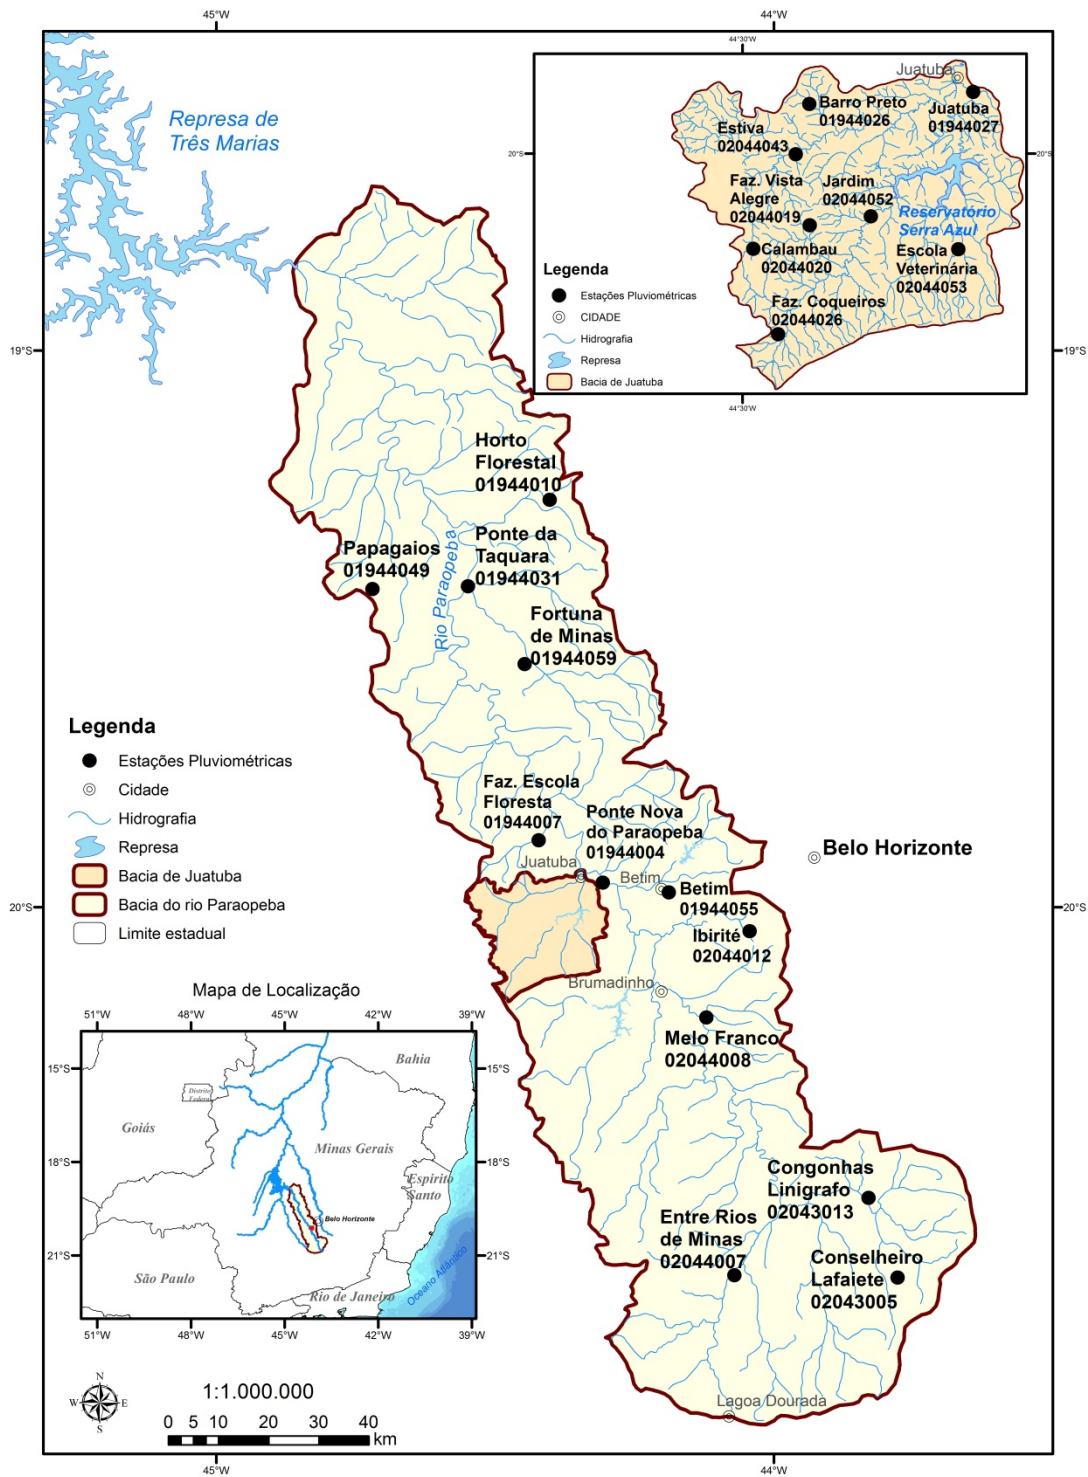 45°W
44°W
44°30'W
Juatuba
Barro Preto
01944026
Juatuba
01944027
Estiva
02044043
20°S
Faz. Vista
Alegre
02044019
Jardim
02044052
Reservatório
Serra Azul
Calambau
02044020
Escola
Veterinária
02044053
Faz. Coqueiros
02044026
Legenda
Estações Pluviométricas
CIDADE
Hidrografia
Represa
Bacia de Juatuba
44°30'W
Represa de
Três Marias
19°S
19°S
Horto
Florestal
01944010
Ponte da
Taquara
01944031
Papagaios
01944049
Rio Paraopeba
Fortuna
de Minas
01944059
Legenda
Estações Pluviométricas
Cidade
Hidrografia
Represa
Bacia de Juatuba
Bacia do rio Paraopeba
Limite estadual
Faz. Escola
Floresta
01944007
Ponte Nova
do Paraopeba
01944004
Belo Horizonte
Juatuba
Betim
Betim
01944055
20°S
20°S
Ibirité
02044012
Brumadinho
Melo Franco
02044008
Mapa de Localização
51°W
48°W
45°W
42°W
39°W
15°S
15°S
Bahia
Distrito
Federal
Goiás
Minas Gerais
18°S
18°S
Espírito
Santo
Belo Horizonte
21°S
21°S
São Paulo
Rio de Janeiro
Oceano Atlântico
51°W
48°W
45°W
42°W
39°W
Congonhas
Linigrafo
02043013
Entre Rios
de Minas
02044007
Conselheiro
Lafaiete
02043005
Lagoa Dourada
N
W
E
S
1:1.000.000
0 5 10 20 30 40
km
45°W
44°W